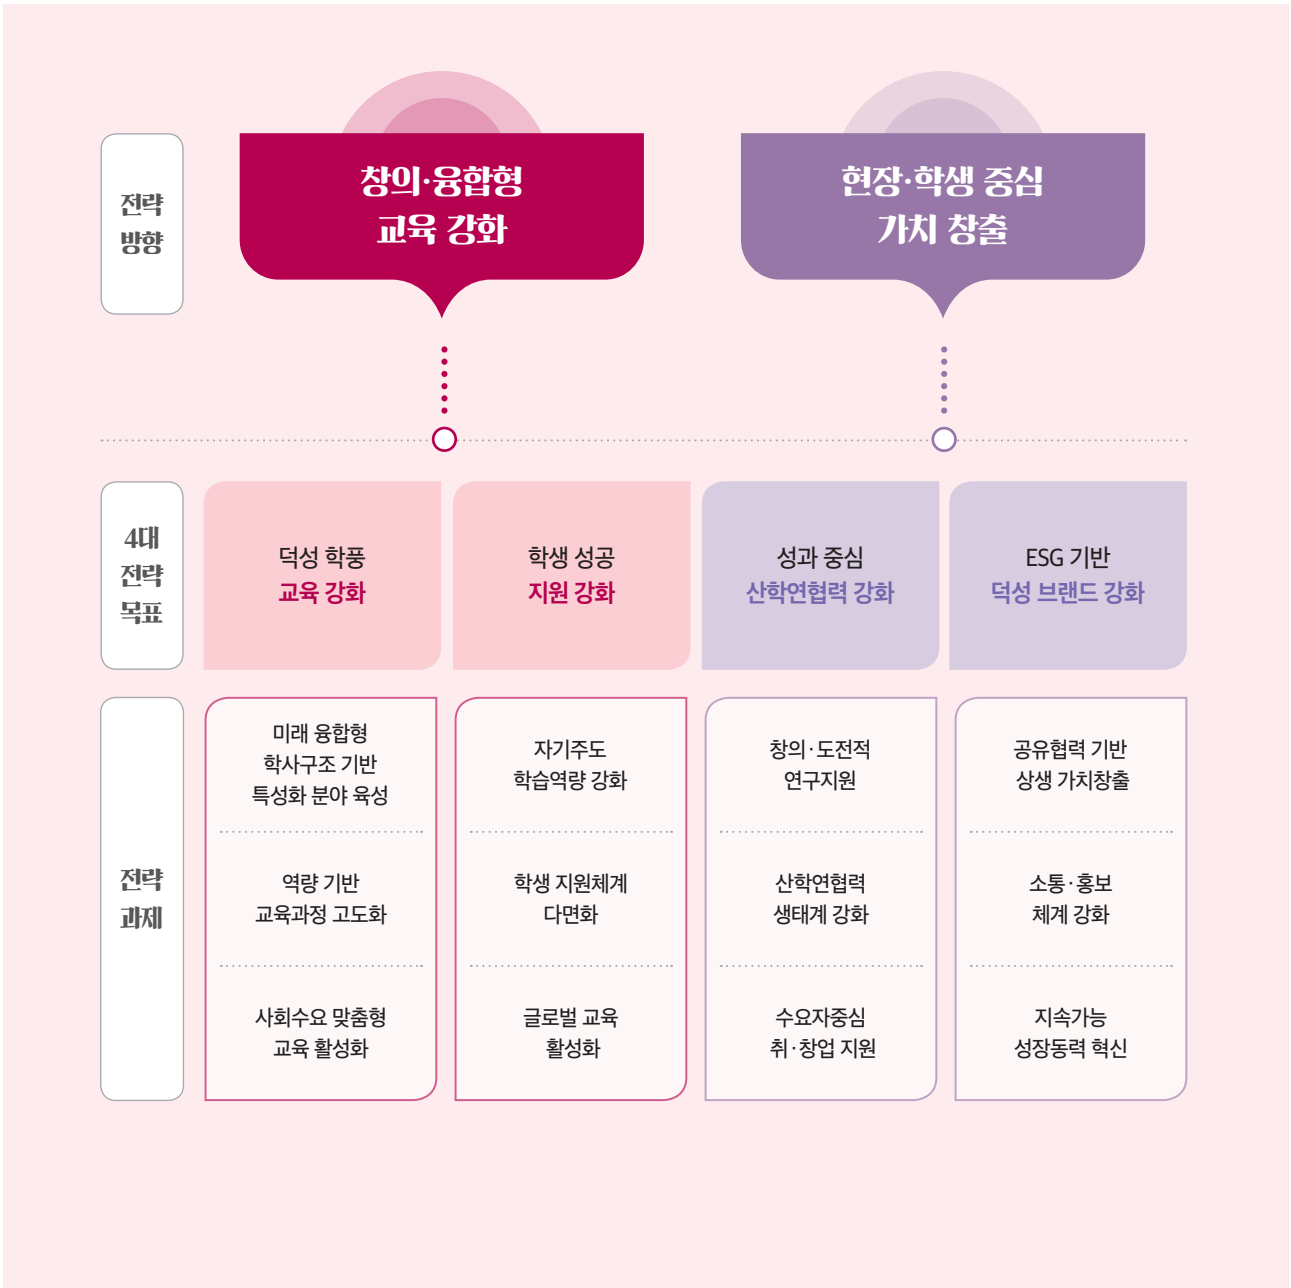 전략
방향
창의·융합형
교육 강화
현장·학생 중심
가치 창출
4대
전략
목표
덕성 학풍
교육 강화
학생 성공
지원 강화
성과 중심
산학연협력 강화
ESG 기반
덕성 브랜드 강화
전략
과제
미래 융합형
학사구조 기반
특성화 분야 육성
역량 기반
교육과정 고도화
사회수요 맞춤형
교육 활성화
자기주도
학습역량 강화
학생 지원체계
다면화
글로벌 교육
활성화
창의·도전적
연구지원
산학연협력
생태계 강화
수요자중심
취·창업 지원
공유협력 기반
상생 가치창출
소통·홍보
체계 강화
지속가능
성장동력 혁신